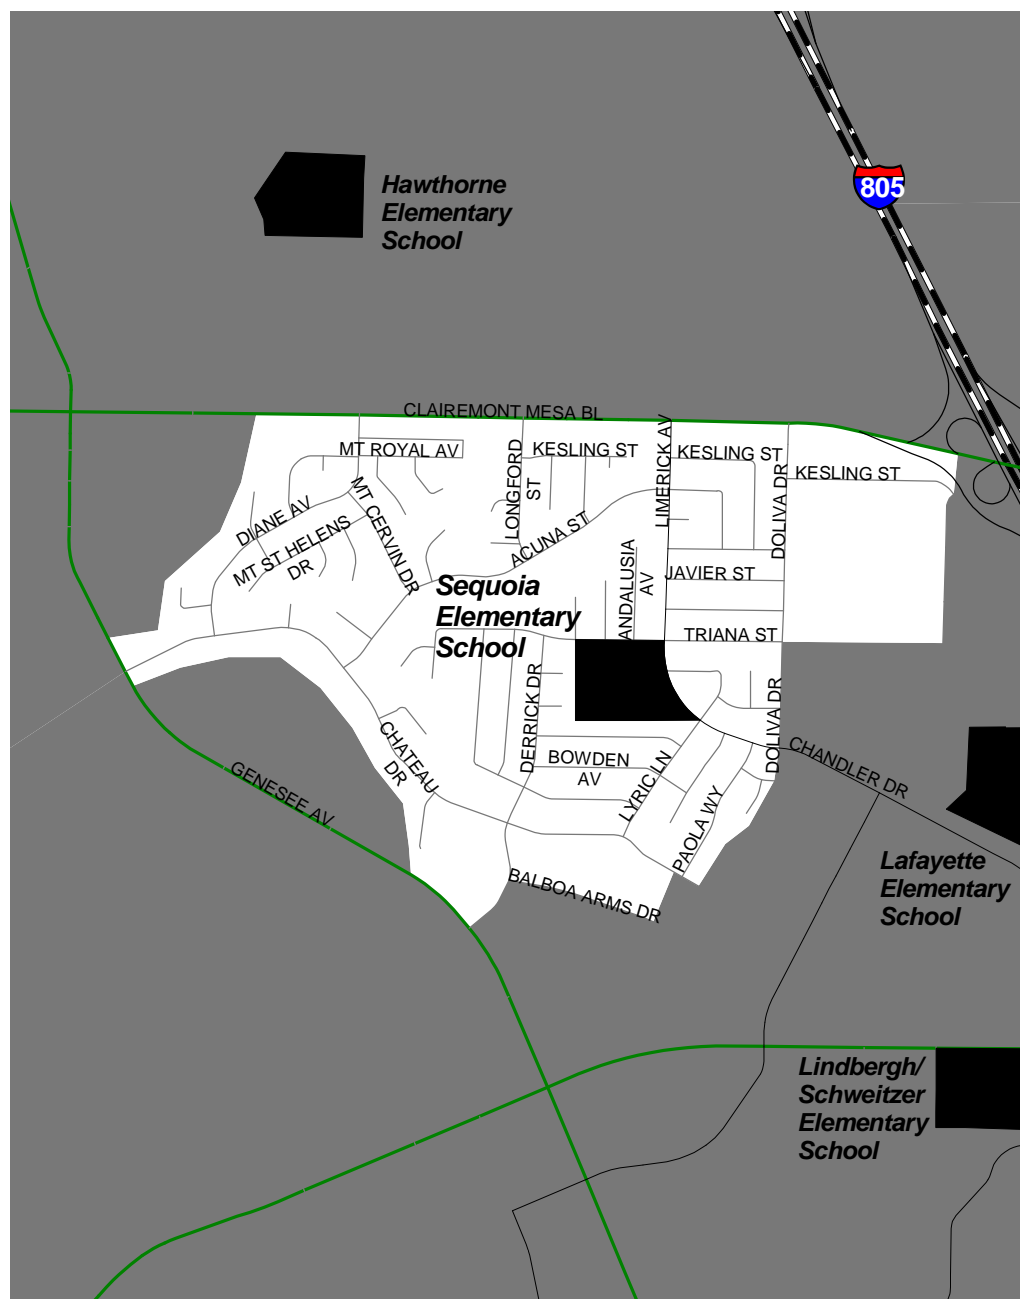 805
Hawthorne
Elementary
School
CLAIREMONT MESA BL
MT ROYAL AV
LONGFORD
ST
KESLING ST
LIMERICK AV
KESLING ST
DOLIVA DR
KESLING ST
DIANE AV
MT CERVIN DR
MT ST HELENS
DR
ACUNA ST
ANDALUSIA
AV
JAVIER ST
Sequoia
Elementary
School
TRIANA ST
DERRICK DR
DOLIVA DR
CHATEAU
DR
BOWDEN
AV
LYRIC LN
PAOLA WY
CHANDLER DR
GENESEE AV
BALBOA ARMS DR
Lafayette
Elementary
School
Lindbergh/
Schweitzer
Elementary
School